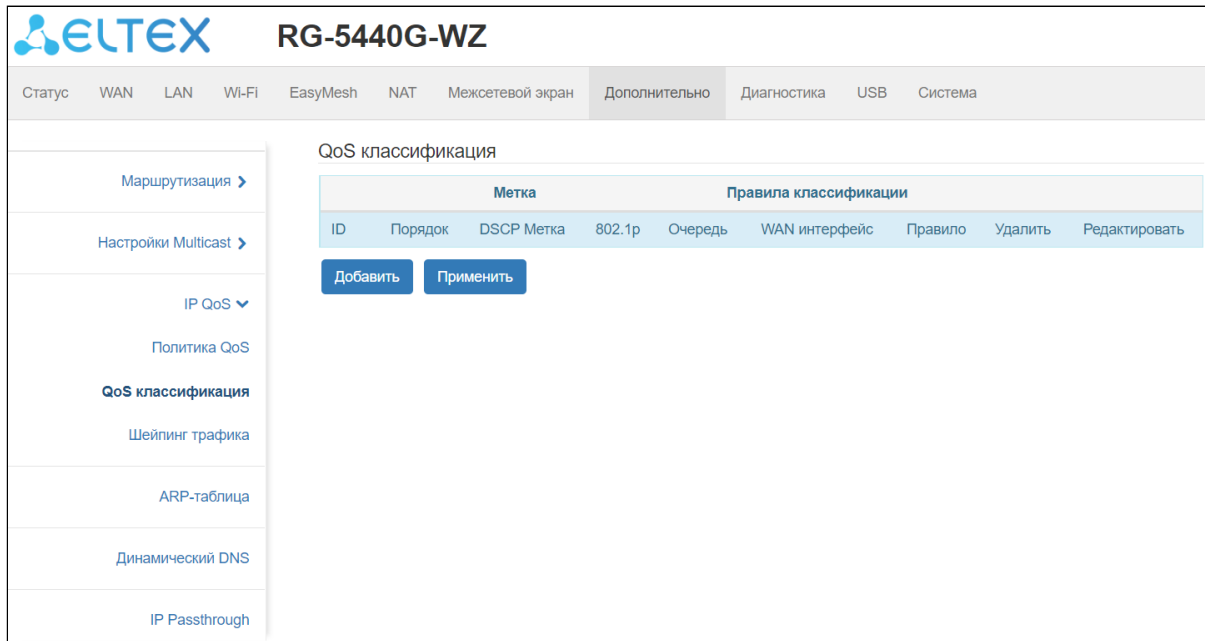 ELTEX RG-5440G-WZ
Статус WAN LAN Wi-Fi EasyMesh NAT Межсетевой экран Дополнительно Диагностика USB Система
Маршрутизация
Настройки Multicast
IP QoS
Политика QoS
QoS классификация
Шейпинг трафика
ARP-таблица
Динамический DNS
IP Passthrough
QoS классификация
Метка Правила классификации
ID Порядок DSCP Метка 802.1p Очередь WAN интерфейс Правило Удалить Редактировать
Добавить Применить